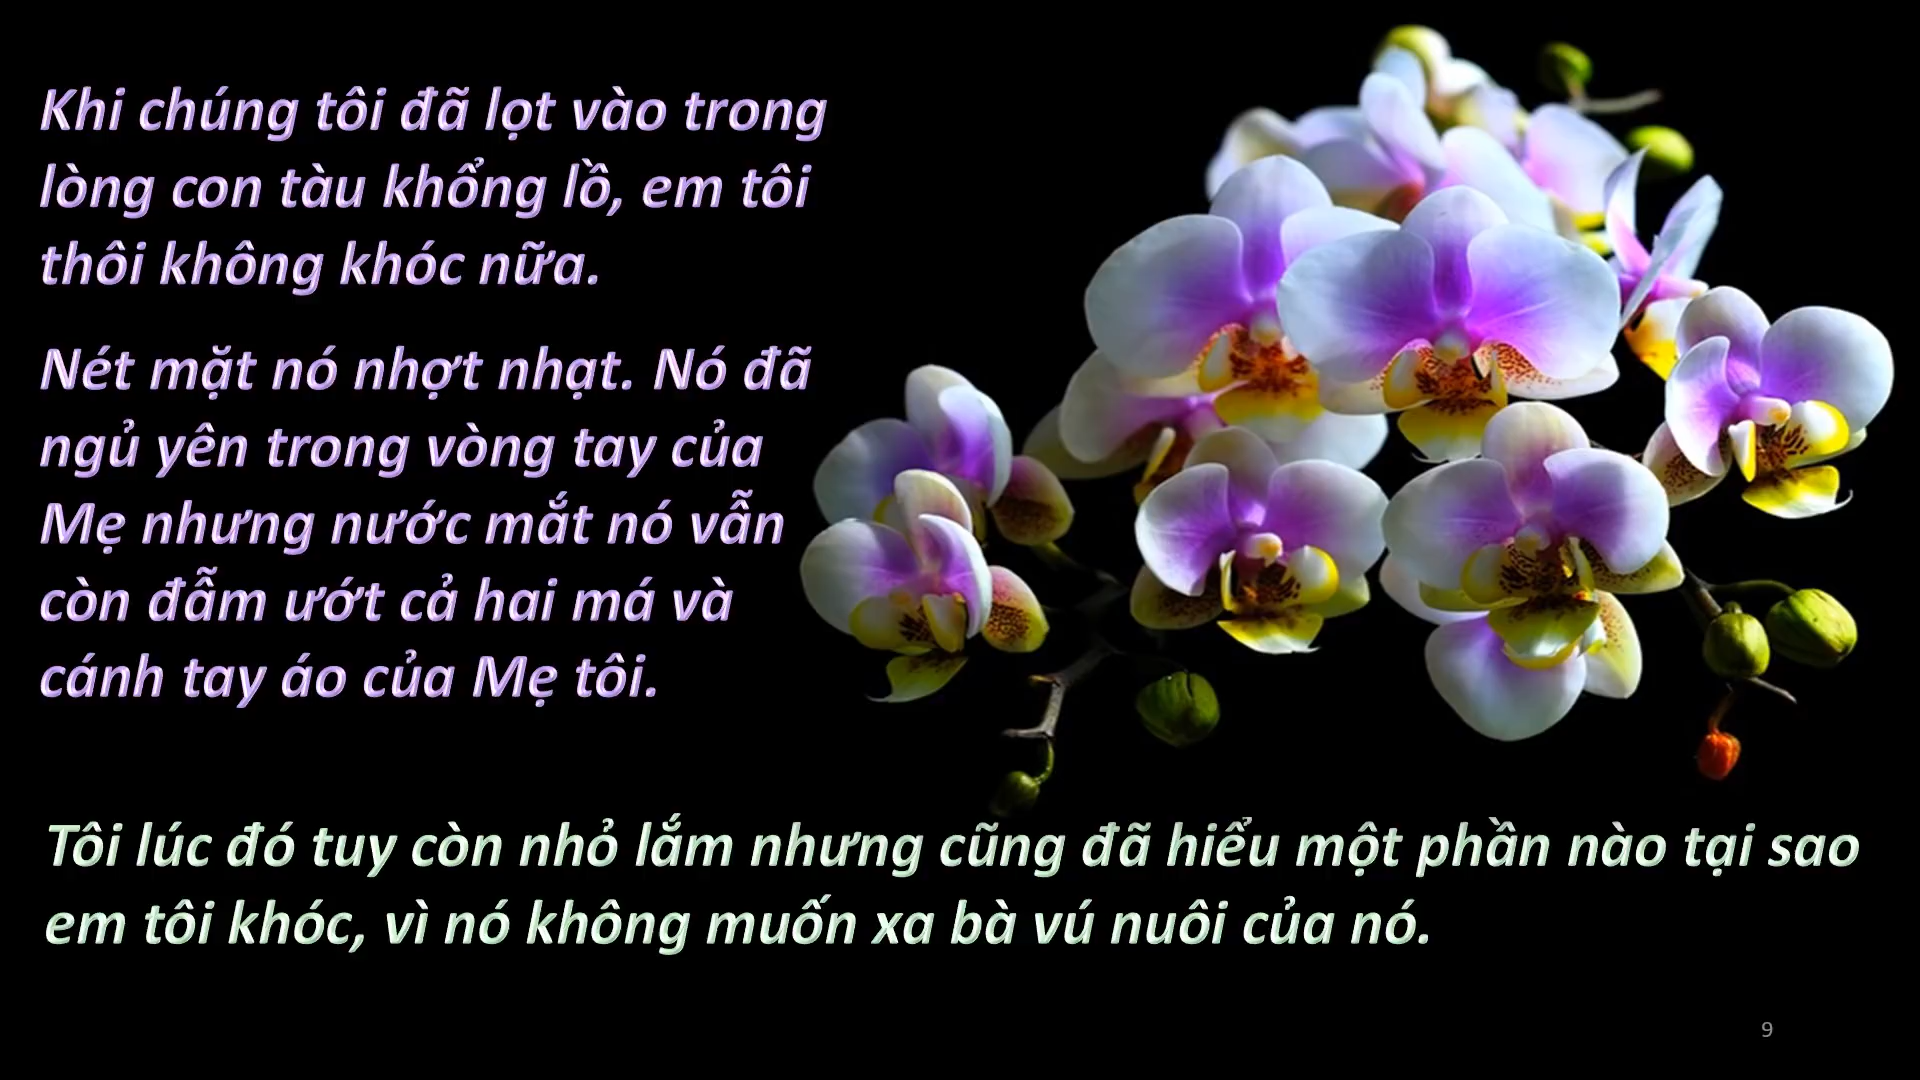 Khi chúng tôi đã lọt vào trong
lòng con tàu khổng lồ, em tôi
thôi không khóc nữa.
Nét mặt nó nhợt nhạt. Nó đã
ngủ yên trong vòng tay của
Mẹ nhưng nước mắt nó vẫn
còn đẫm ướt cả hai má và
cánh tay áo của Mẹ tôi.
Tôi lúc đó tuy còn nhỏ lắm nhưng cũng đã hiểu một phần nào tại sao
em tôi khóc, vì nó không muốn xa bà vú nuôi của nó.
9